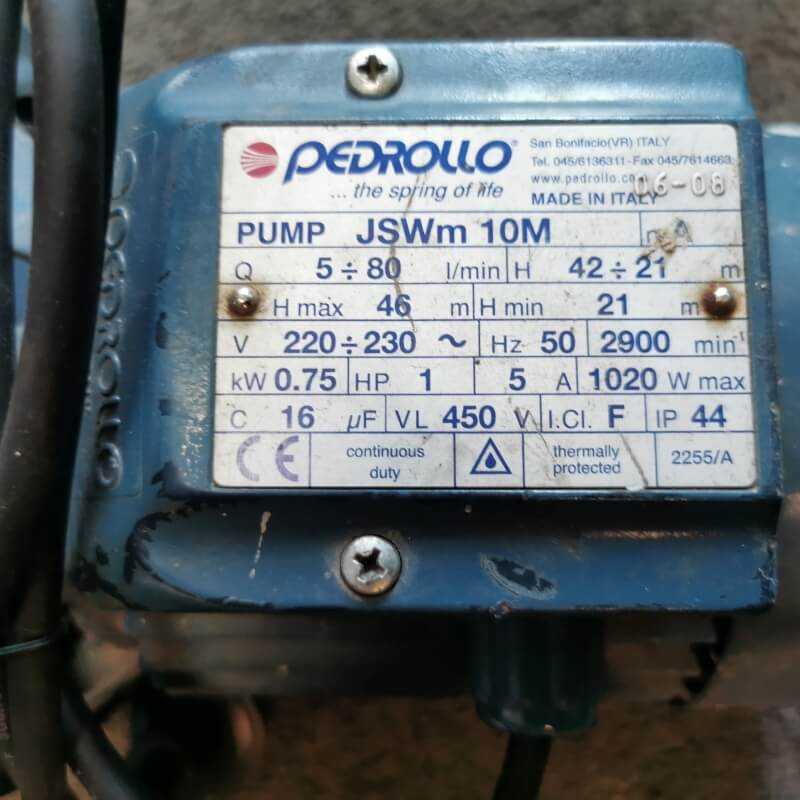 PEDROLLO
... the spring of life
San Bonifacio(VR) ITALY
Tel. 045/6136311-Fax 045/7614663
www.pedrollo.co
06-08
MADE IN ITALY
PUMP JSWm 10M
Q 5÷80 l/min H 42÷21 m
H max 46 m H min 21 m
V 220÷230 ~ Hz 50 2900 min⁻¹
kW 0.75 HP 1 5 A 1020 W max
C 16 µF VL 450 V I.Cl. F IP 44
CE continuous duty thermally protected 2255/A
PEDROLLO